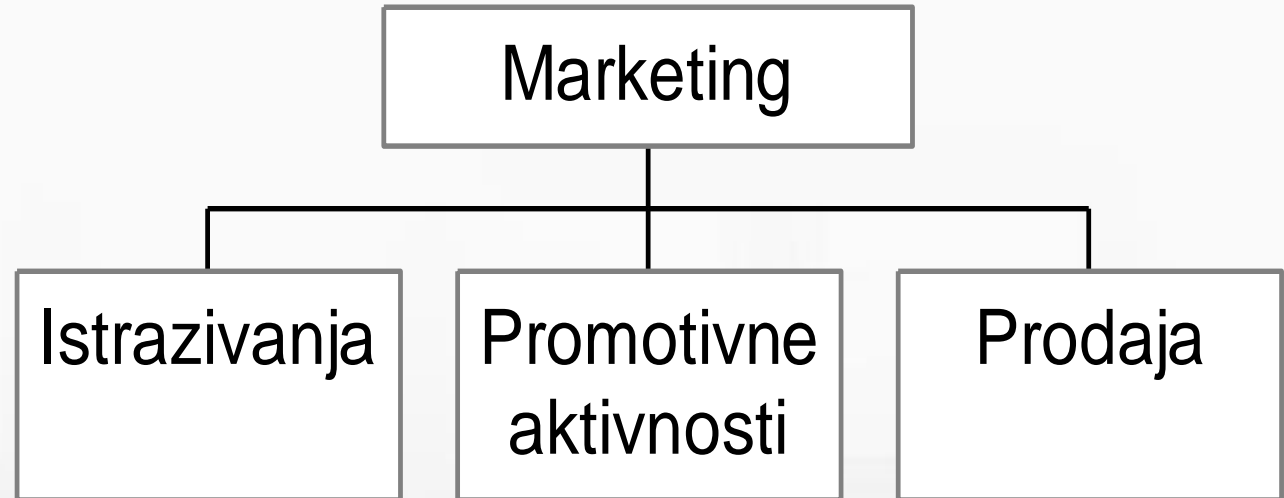 Marketing
Istrazivanja
Promotivne
aktivnosti
Prodaja